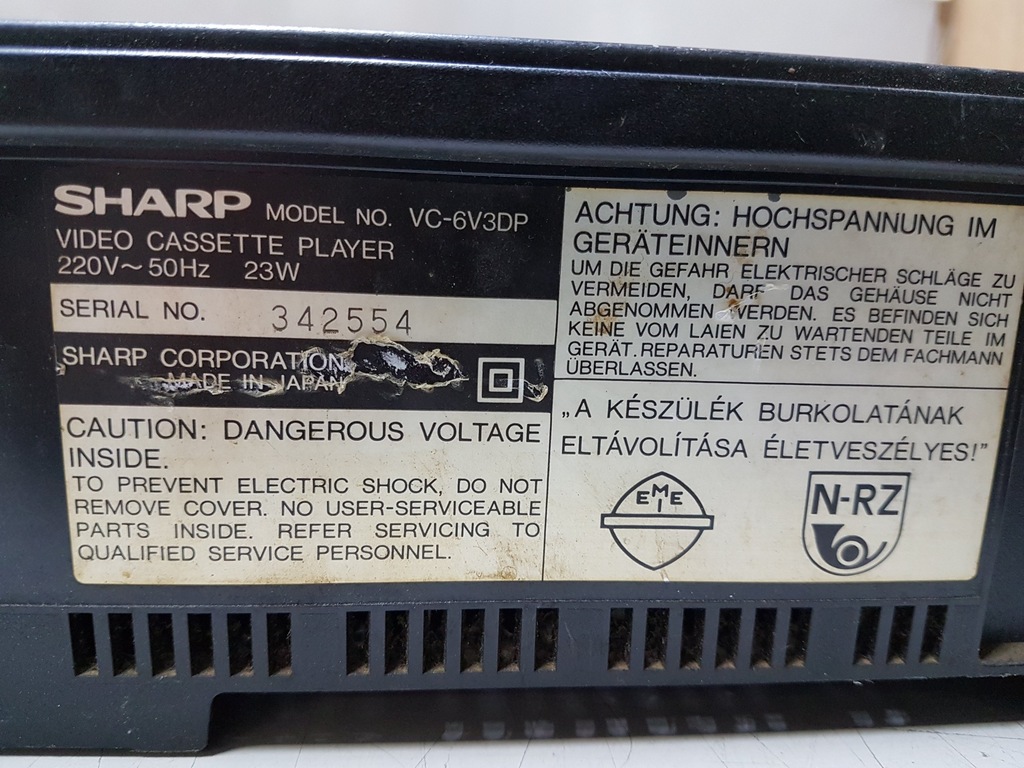 SHARP MODEL NO. VC-6V3DP
VIDEO CASSETTE PLAYER
220V~50Hz 23W
SERIAL NO. 342554
SHARP CORPORATION
MADE IN JAPAN
CAUTION: DANGEROUS VOLTAGE
INSIDE.
TO PREVENT ELECTRIC SHOCK, DO NOT
REMOVE COVER. NO USER-SERVICEABLE
PARTS INSIDE. REFER SERVICING TO
QUALIFIED SERVICE PERSONNEL.
ACHTUNG: HOCHSPANNUNG IM
GERÄTEINNERN
UM DIE GEFAHR ELEKTRISCHER SCHLÄGE ZU
VERMEIDEN, DARF DAS GEHÄUSE NICHT
ABGENOMMEN WERDEN. ES BEFINDEN SICH
KEINE VOM LAIEN ZU WARTENDEN TEILE IM
GERÄT. REPARATUREN STETS DEM FACHMANN
ÜBERLASSEN.
„A KÉSZÜLÉK BURKOLATÁNAK
ELTÁVOLÍTÁSA ÉLETVESZÉLYES!”
EMEI
N-RZ